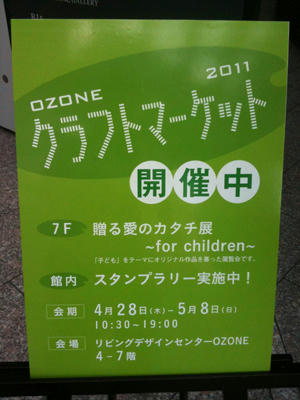 OZONE 2011
クラフトマーケット
開催中
7F 贈る愛のカタチ展
~for children~
「子ども」をテーマにオリジナル作品を募った展覧会です。
館内 スタンプラリー実施中!
会期 4月28日(木)-5月8日(日)
10:30~19:00
会場 リビングデザインセンターOZONE
4-7階